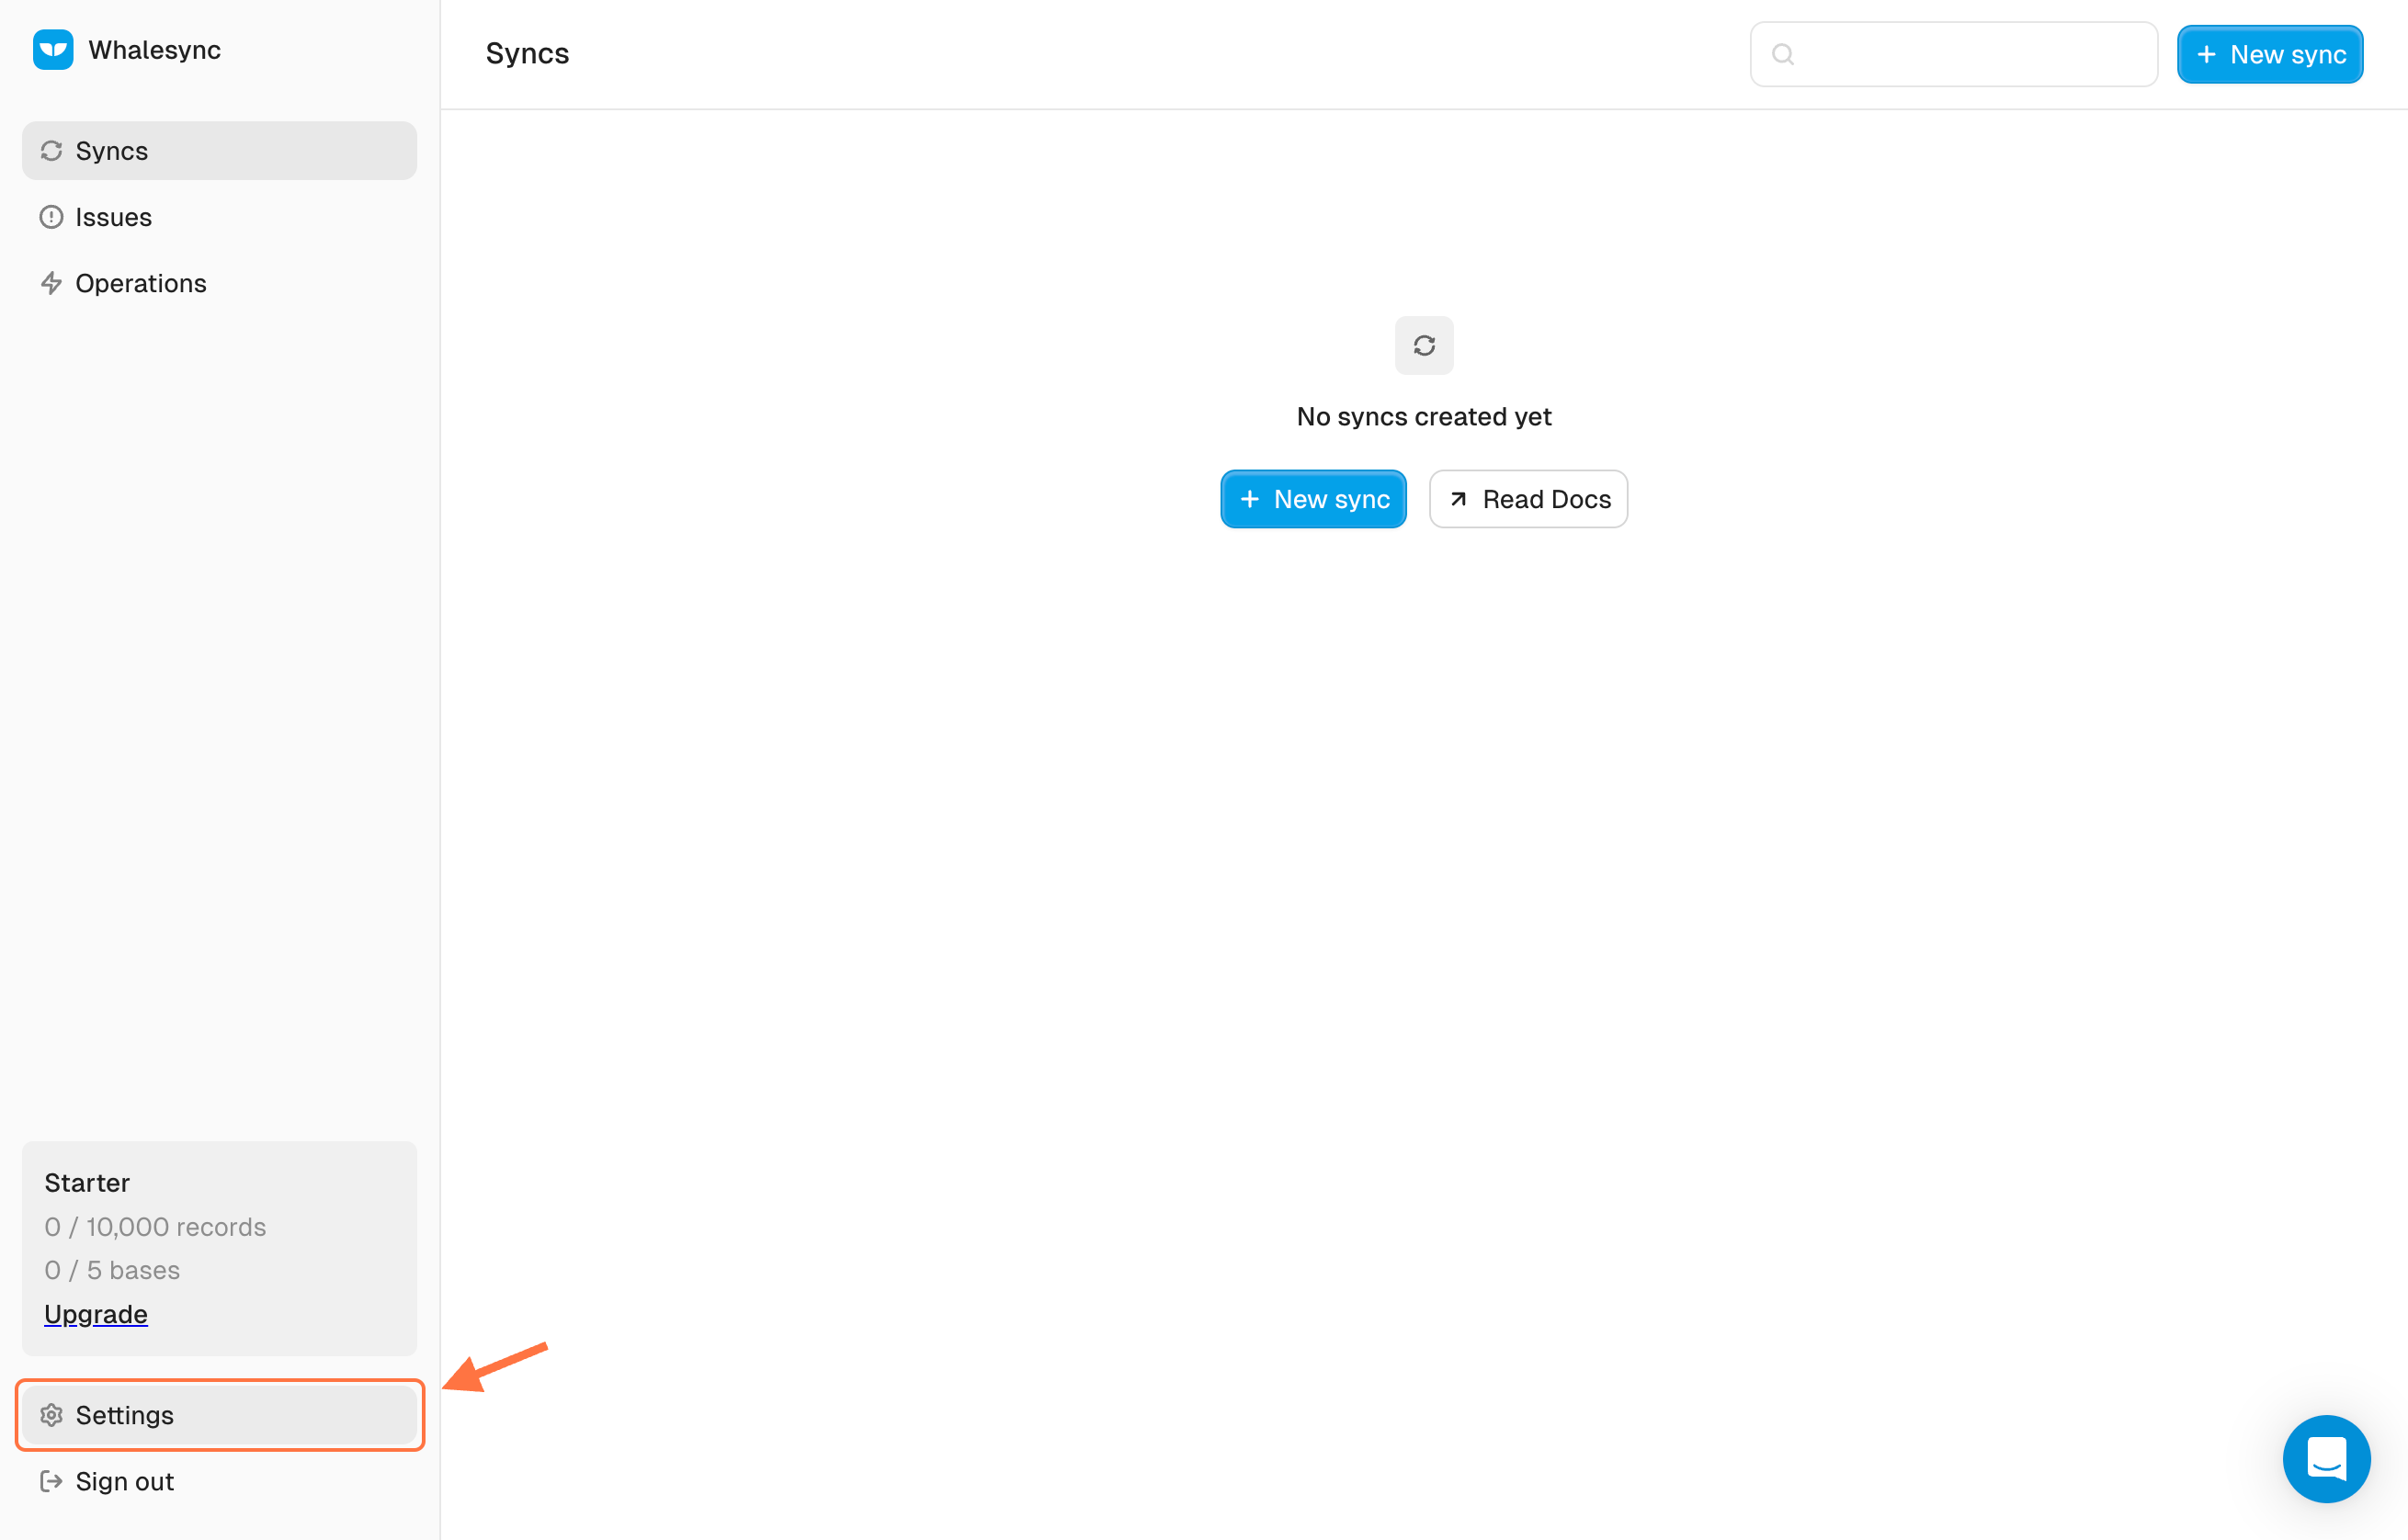 Whalesync
Syncs
Issues
Operations
Starter
0 / 10,000 records
0 / 5 bases
Upgrade
Settings
Sign out
Syncs
New sync
No syncs created yet
New sync
Read Docs